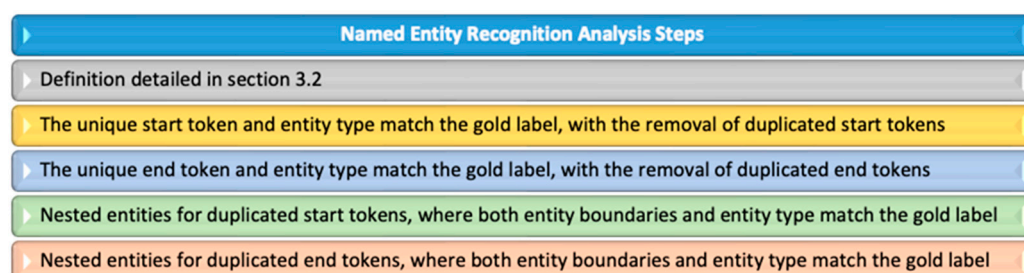 Named Entity Recognition Analysis Steps
Definition detailed in section 3.2
The unique start token and entity type match the gold label, with the removal of duplicated start tokens
The unique end token and entity type match the gold label, with the removal of duplicated end tokens
Nested entities for duplicated start tokens, where both entity boundaries and entity type match the gold label
Nested entities for duplicated end tokens, where both entity boundaries and entity type match the gold label